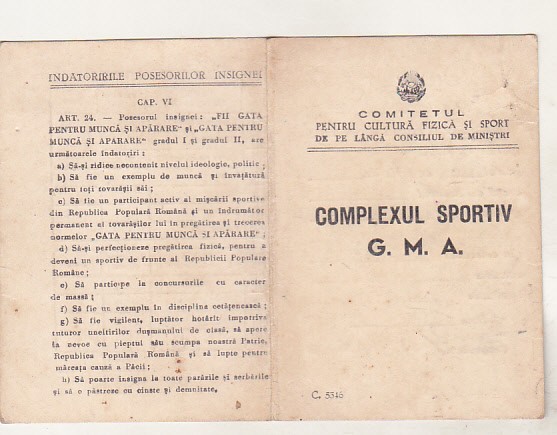 ÎNDATORIRILE POSESORILOR INSIGNEI
CAP. VI
ART. 24. — Posesorul insignei: „FII GATA
PENTRU MUNCĂ ȘI APĂRARE" și „GATA PENTRU
MUNCĂ ȘI APĂRARE" gradul I și gradul II, are
următoarele îndatoriri:
a) Să-și ridice necontenit nivelul ideologic, politic;
b) Să fie un exemplu de muncă și învățătură
pentru toți tovarășii săi;
c) Să fie un participant activ al mișcării sportive
din Republica Populară Română și un îndrumător
permanent al tovarășilor lui în pregătirea și trecerea
normelor „GATA PENTRU MUNCĂ ȘI APĂRARE";
d) Să-și perfecționeze pregătirea fizică, pentru a
deveni un sportiv de frunte al Republicii Populare
Române;
e) Să participe la concursurile cu caracter
de massă;
f) Să fie un exemplu în disciplina cetățenească;
g) Să fie vigilent, luptător hotărît împotriva
tuturor uneltirilor dușmanului de clasă, să apere
la nevoe cu pieptul său scumpa noastră Patrie,
Republica Populară Română și să lupte pentru
măreața cauză a Păcii;
h) Să poarte insigna la toate parăzile și serbările
și să o păstreze cu cinste și demnitate.
COMITETUL
PENTRU CULTURĂ FIZICĂ ȘI SPORT
DE PE LÂNGĂ CONSILIUL DE MINIȘTRI
COMPLEXUL SPORTIV
G. M. A.
C. 5546